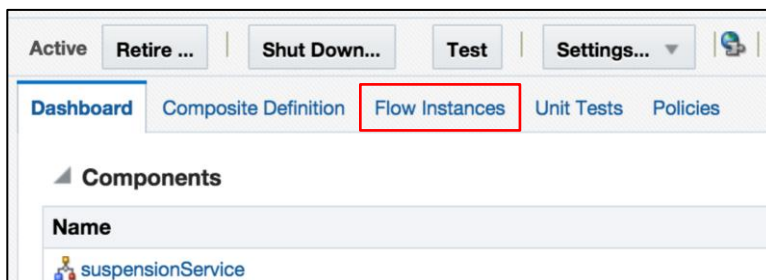 Active Retire ... Shut Down... Test Settings...
Dashboard Composite Definition Flow Instances Unit Tests Policies
Components
Name
suspensionService